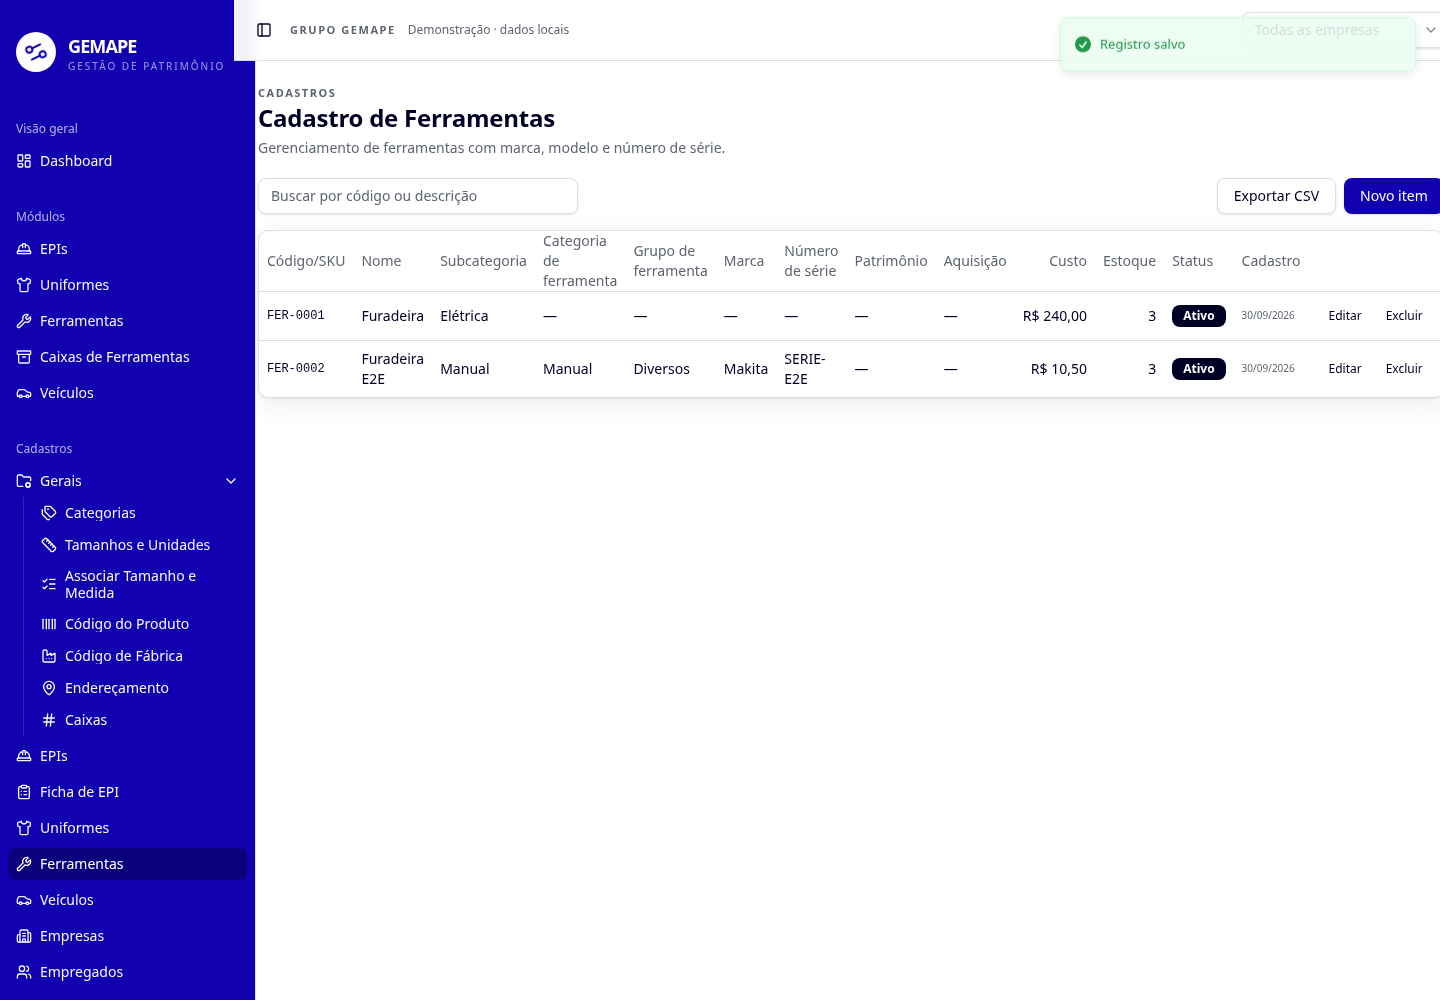 GEMAPE
GESTÃO DE PATRIMÔNIO
Visão geral
Dashboard
Módulos
EPIs
Uniformes
Ferramentas
Caixas de Ferramentas
Veículos
Cadastros
Gerais
Categorias
Tamanhos e Unidades
Associar Tamanho e
Medida
Código do Produto
Código de Fábrica
Endereçamento
Caixas
EPIs
Ficha de EPI
Uniformes
Ferramentas
Veículos
Empresas
Empregados
GRUPO GEMAPE Demonstração · dados locais
Todas as empresas
Registro salvo
CADASTROS
Cadastro de Ferramentas
Gerenciamento de ferramentas com marca, modelo e número de série.
Buscar por código ou descrição
Exportar CSV
Novo item
Código/SKU Nome Subcategoria Categoria de ferramenta Grupo de ferramenta Marca Número de série Patrimônio Aquisição Custo Estoque Status Cadastro
FER-0001 Furadeira Elétrica — — — — — — R$ 240,00 3 Ativo 30/09/2026 Editar Excluir
FER-0002 Furadeira E2E Manual Manual Diversos Makita SERIE-E2E — — R$ 10,50 3 Ativo 30/09/2026 Editar Excluir